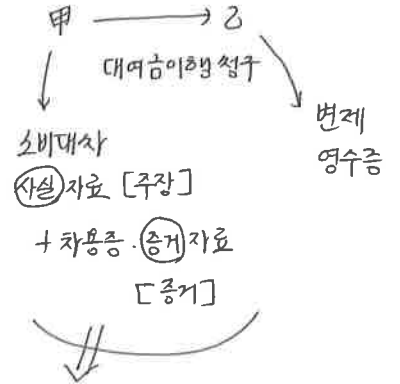 甲 → 乙
대여금이행청구
변제
영수증
소비대차
사실자료 [주장]
+ 차용증·증거자료
[증거]